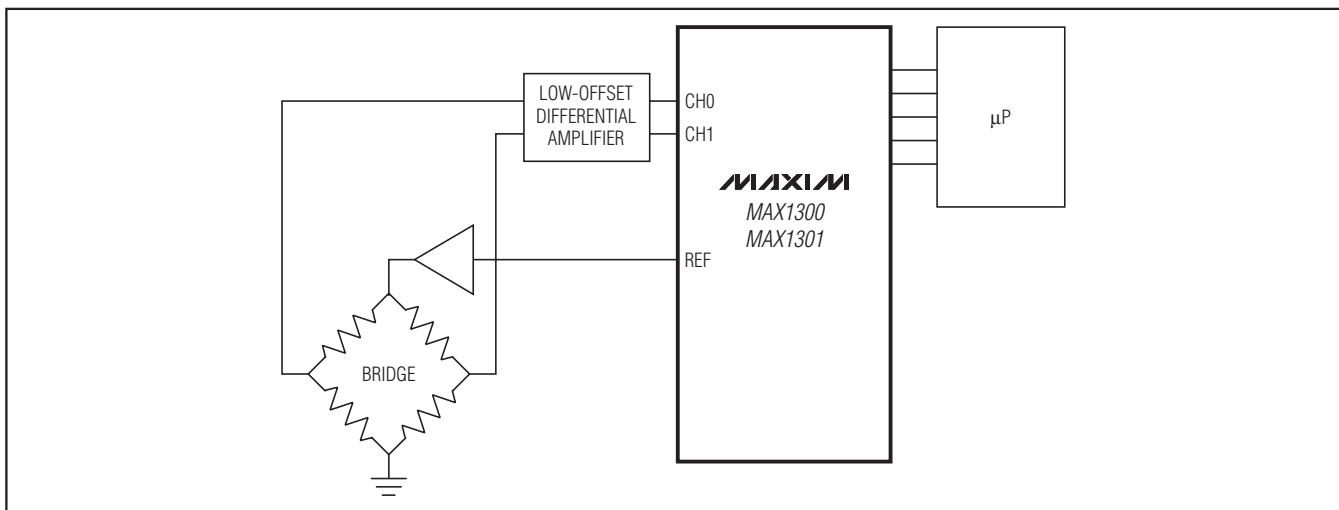 LOW-OFFSET
DIFFERENTIAL
AMPLIFIER
CH0
CH1
µP
MAXIM
MAX1300
MAX1301
REF
BRIDGE